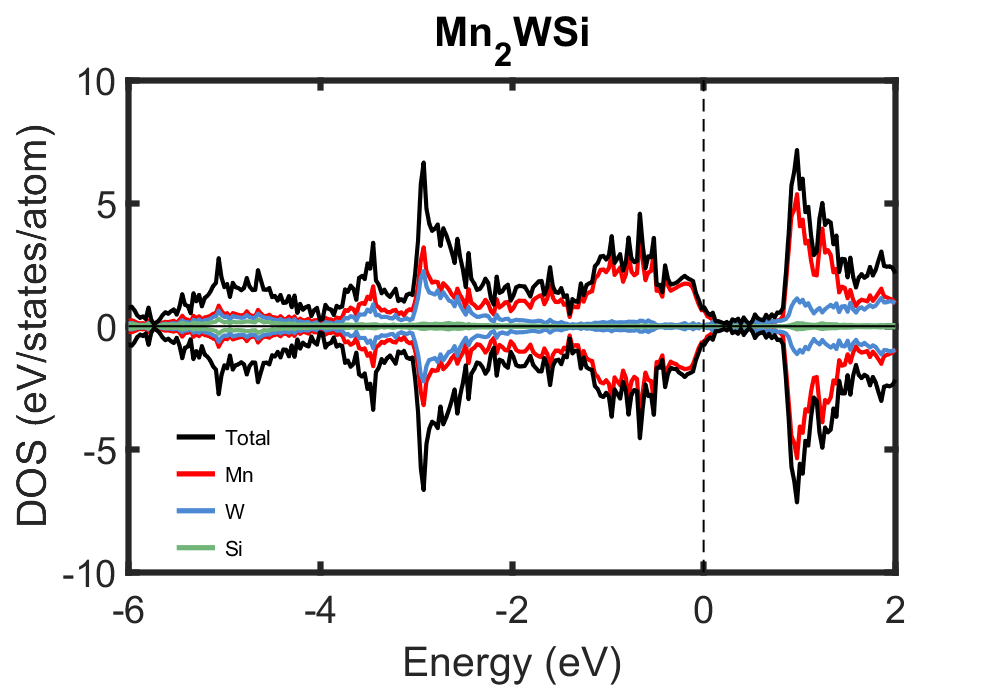 Mn₂WSi
DOS (eV/states/atom)
10
5
0
-5
-10
Total
Mn
W
Si
-6 -4 -2 0 2
Energy (eV)